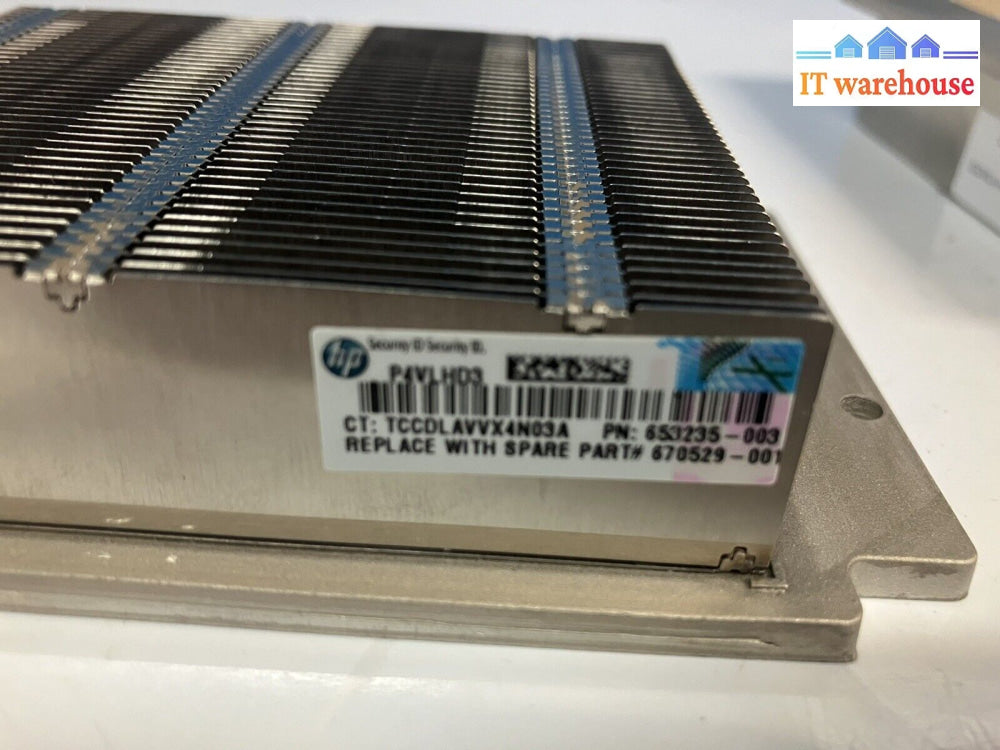 IT warehouse
hp Security ID Security ID.
P4VLHD3
CT: TCCDLAVVX4N03A PN: 653235-003
REPLACE WITH SPARE PART# 670529-001